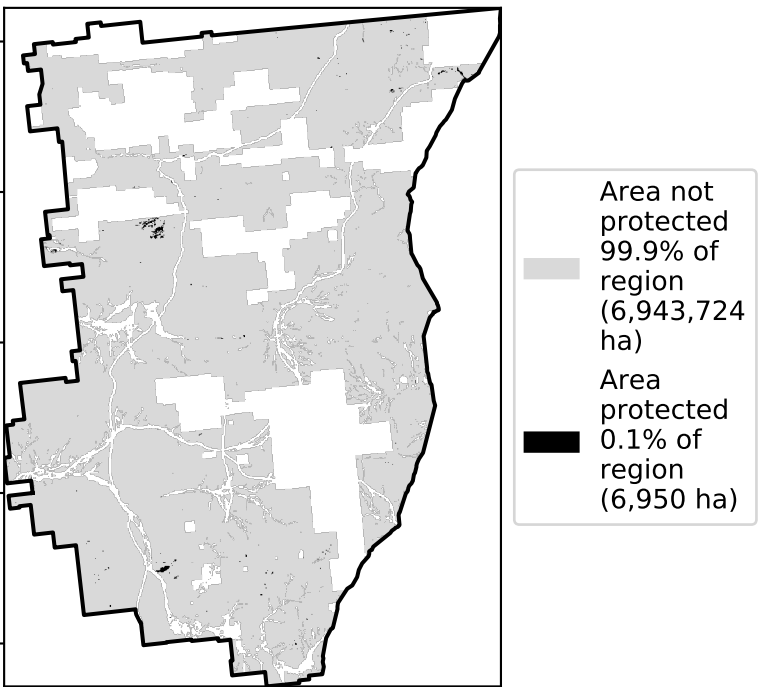 Area not
protected
99.9% of
region
(6,943,724
ha)
Area
protected
0.1% of
region
(6,950 ha)